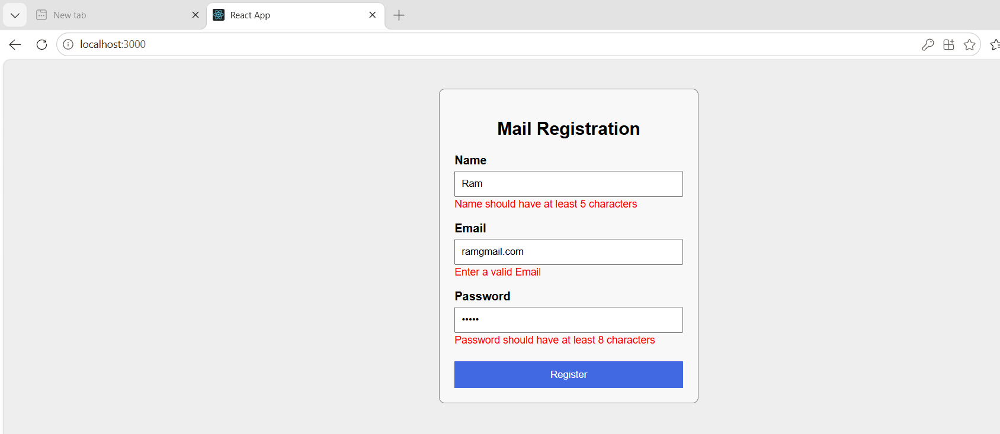 New tab
React App
localhost:3000
Mail Registration
Name
Ram
Name should have at least 5 characters
Email
ramgmail.com
Enter a valid Email
Password
•••••
Password should have at least 8 characters
Register